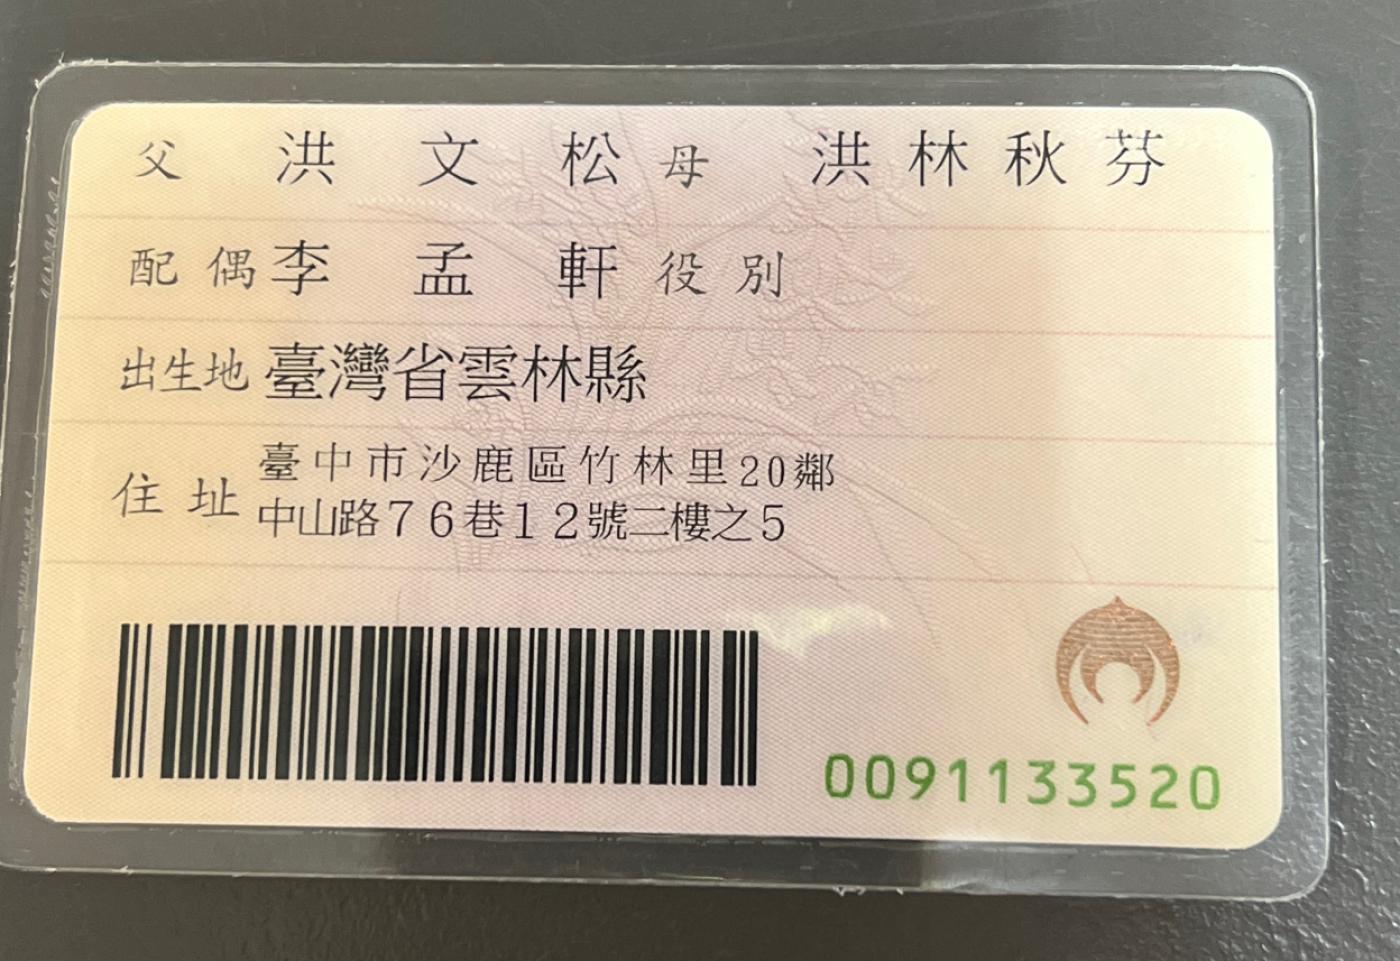 父 洪文松 母 洪林秋芬
配偶 李孟軒 役別
出生地 臺灣省雲林縣
住址 臺中市沙鹿區竹林里20鄰
中山路76巷12號二樓之5
0091133520